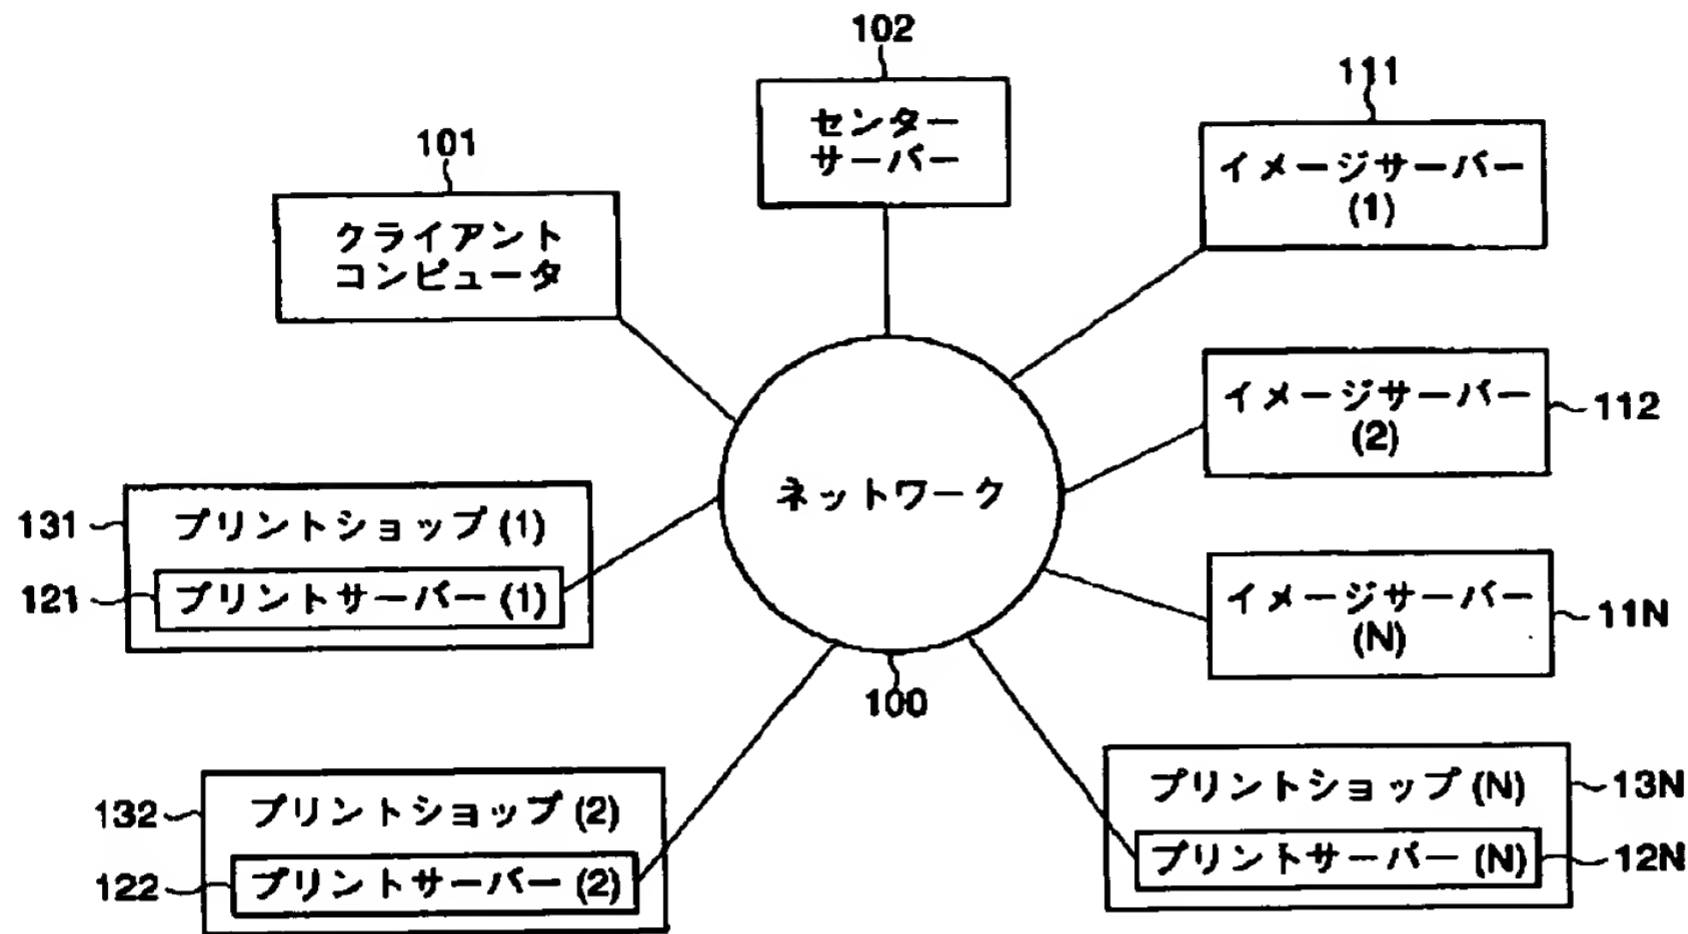 102
センター
サーバー
111
イメージサーバー
(1)
101
クライアント
コンピュータ
イメージサーバー
(2)
112
ネットワーク
131
プリントショップ(1)
121
プリントサーバー(1)
イメージサーバー
(N)
11N
100
132
プリントショップ(2)
122
プリントサーバー(2)
プリントショップ(N)
13N
プリントサーバー(N)
12N